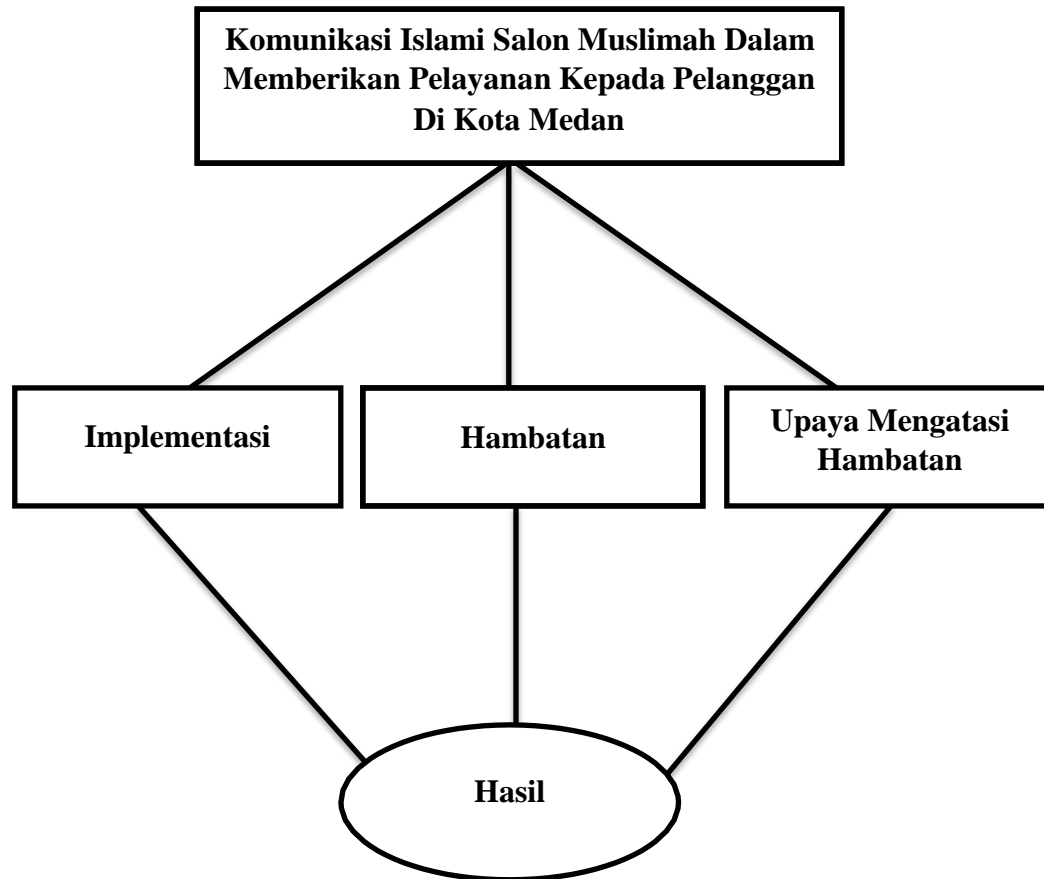 Komunikasi Islami Salon Muslimah Dalam
Memberikan Pelayanan Kepada Pelanggan
Di Kota Medan
Implementasi
Hambatan
Upaya Mengatasi
Hambatan
Hasil